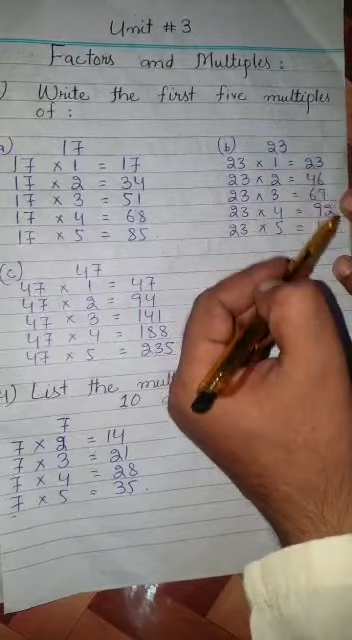 Unit # 3
Factors and Multiples :
) Write the first five multiples
of :
a) 17
17 × 1 = 17
17 × 2 = 34
17 × 3 = 51
17 × 4 = 68
17 × 5 = 85
(b) 23
23 × 1 = 23
23 × 2 = 46
23 × 3 = 69
23 × 4 = 92
23 × 5 =
(c) 47
47 × 1 = 47
47 × 2 = 94
47 × 3 = 141
47 × 4 = 188
47 × 5 = 235
4) List the
10
7
7 × 2 = 14
7 × 3 = 21
7 × 4 = 28
7 × 5 = 35